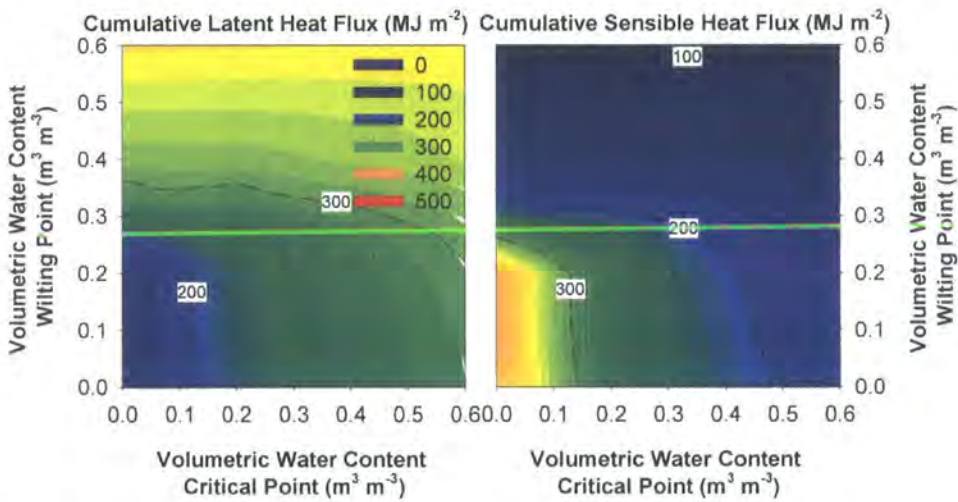 Cumulative Latent Heat Flux (MJ m⁻²)
Cumulative Sensible Heat Flux (MJ m⁻²)
0.6
0.5
0.4
0.3
0.2
0.1
0.0
Volumetric Water Content
Wilting Point (m³ m⁻³)
0
100
200
300
400
500
300
200
0.0 0.1 0.2 0.3 0.4 0.5 0.6
Volumetric Water Content
Critical Point (m³ m⁻³)
100
200
300
0.6
0.5
0.4
0.3
0.2
0.1
0.0
Volumetric Water Content
Wilting Point (m³ m⁻³)
0.0 0.1 0.2 0.3 0.4 0.5 0.6
Volumetric Water Content
Critical Point (m³ m⁻³)